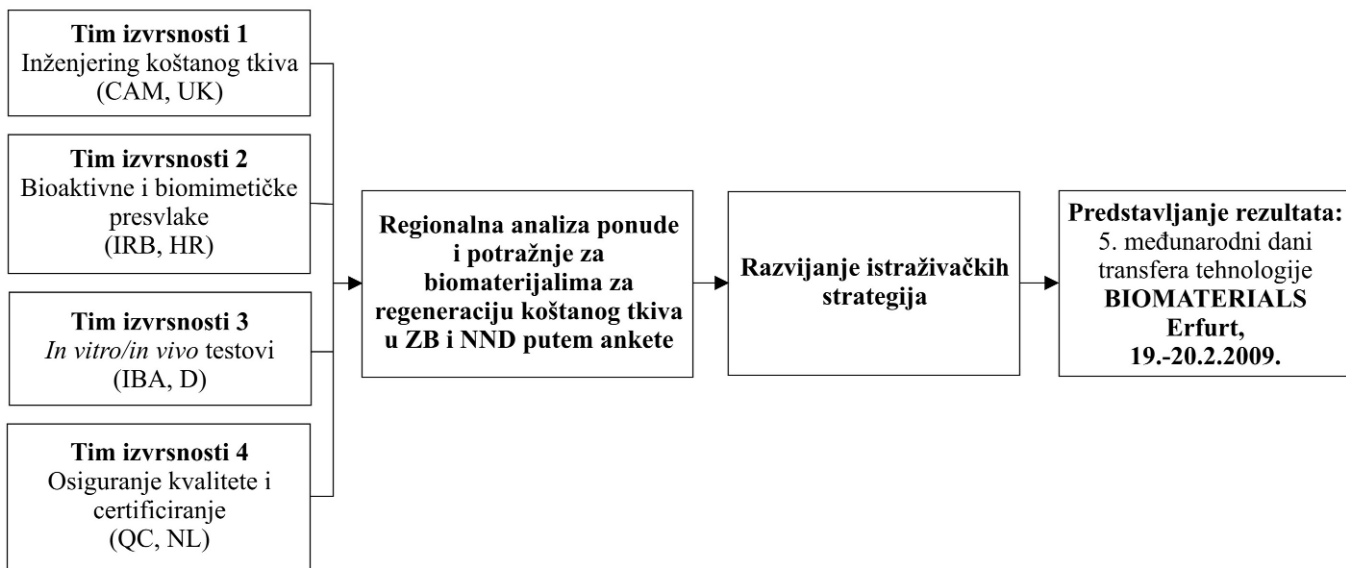 Tim izvrsnosti 1
Inženjering koštanog tkiva
(CAM, UK)
Tim izvrsnosti 2
Bioaktivne i biomimetičke
presvlake
(IRB, HR)
Tim izvrsnosti 3
In vitro/in vivo testovi
(IBA, D)
Tim izvrsnosti 4
Osiguranje kvalitete i
certificiranje
(QC, NL)
Regionalna analiza ponude
i potražnje za
biomaterijalima za
regeneraciju koštanog tkiva
u ZB i NND putem ankete
Razvijanje istraživačkih
strategija
Predstavljanje rezultata:
5. međunarodni dani
transfera tehnologije
BIOMATERIALS
Erfurt,
19.-20.2.2009.